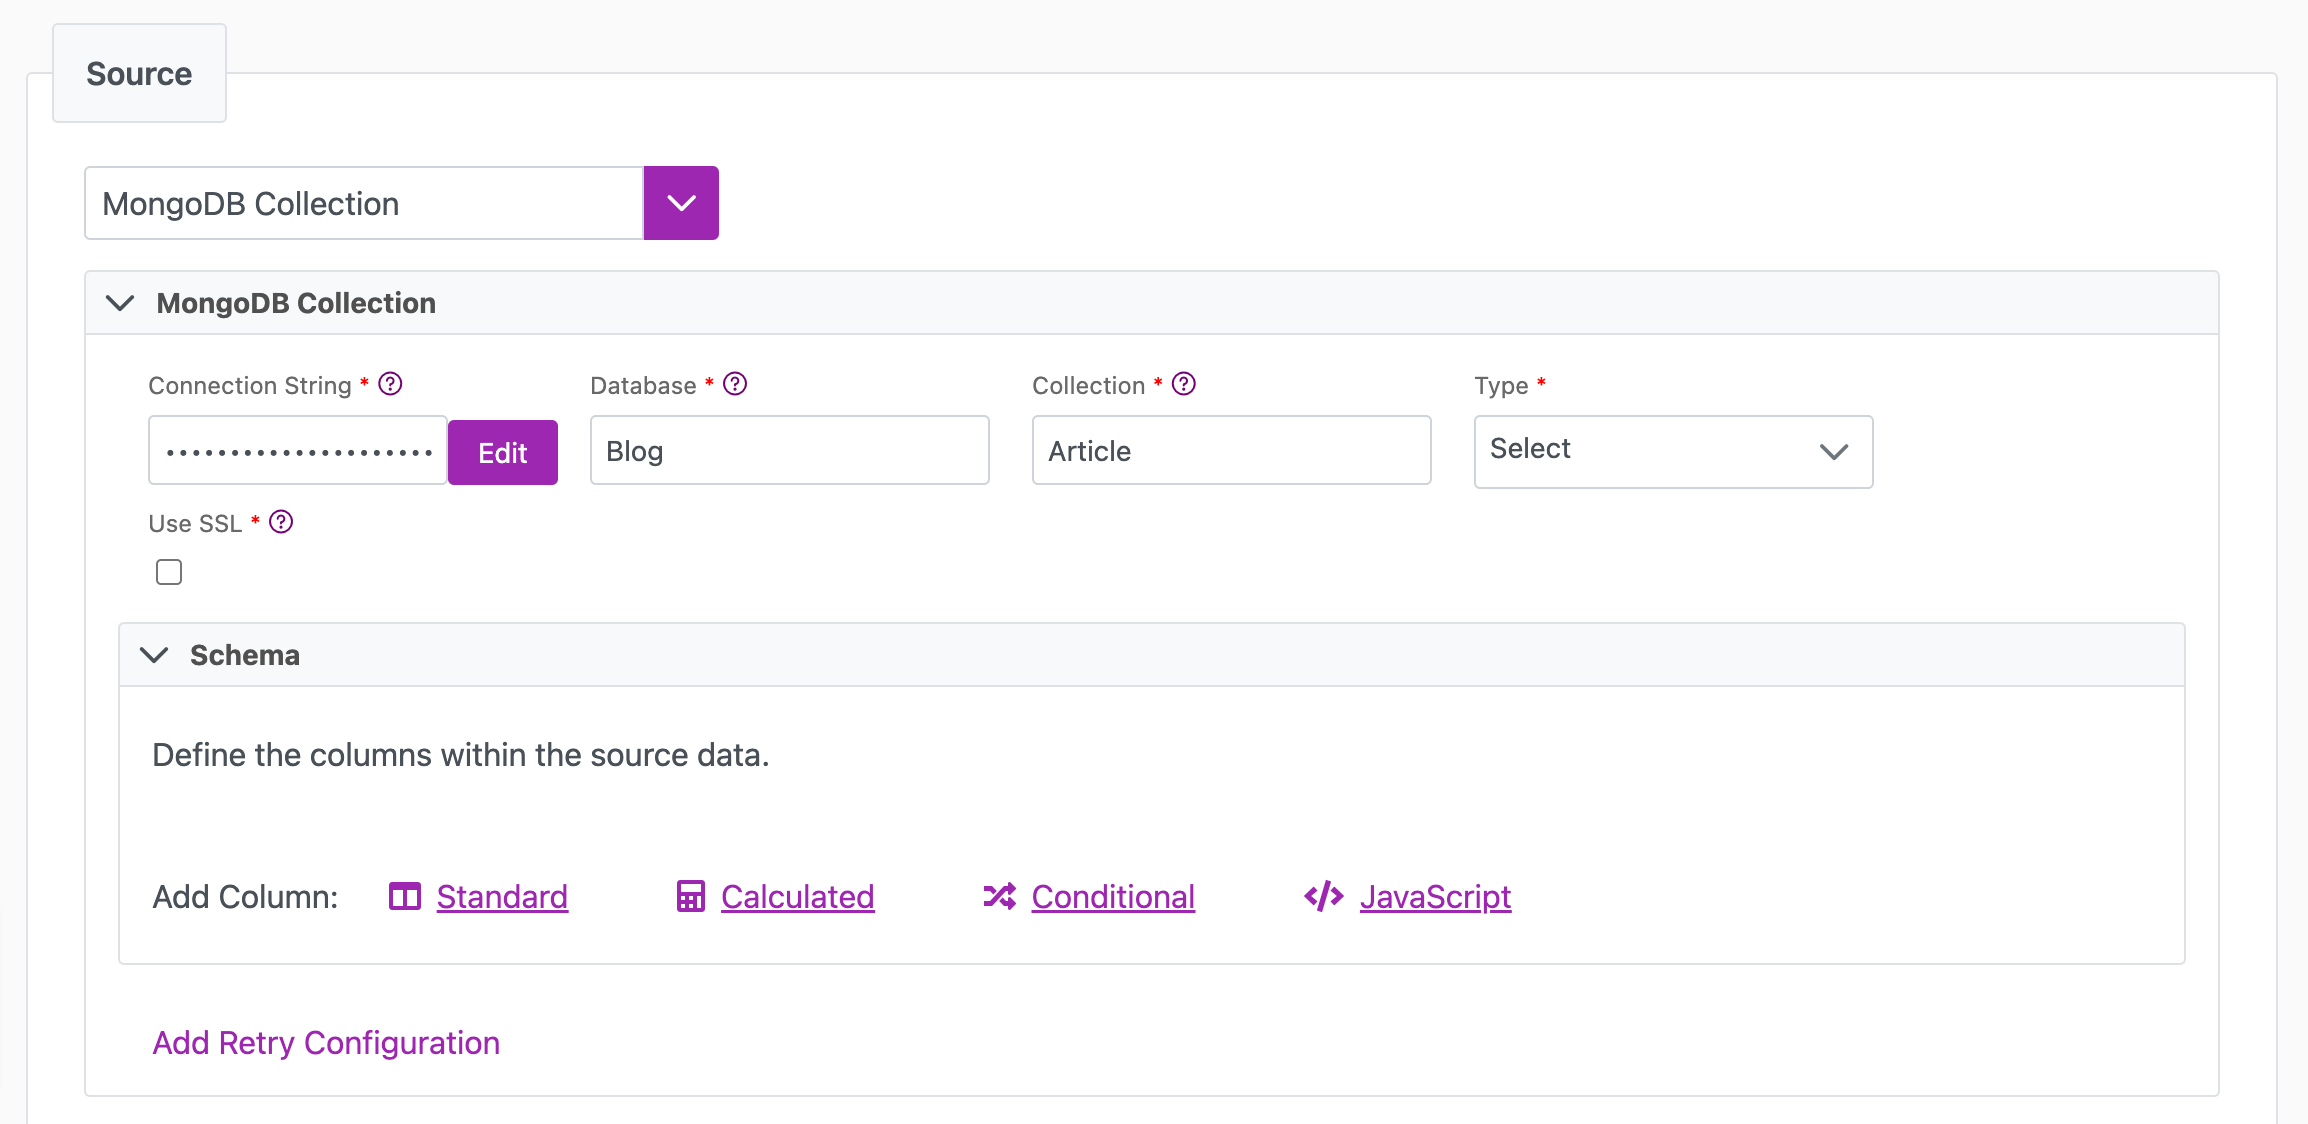 Source
MongoDB Collection
MongoDB Collection
Connection String * ?
Database * ?
Collection * ?
Type *
•••••••••••••••••••••
Edit
Blog
Article
Select
Use SSL * ?
Schema
Define the columns within the source data.
Add Column: Standard Calculated Conditional </> JavaScript
Add Retry Configuration